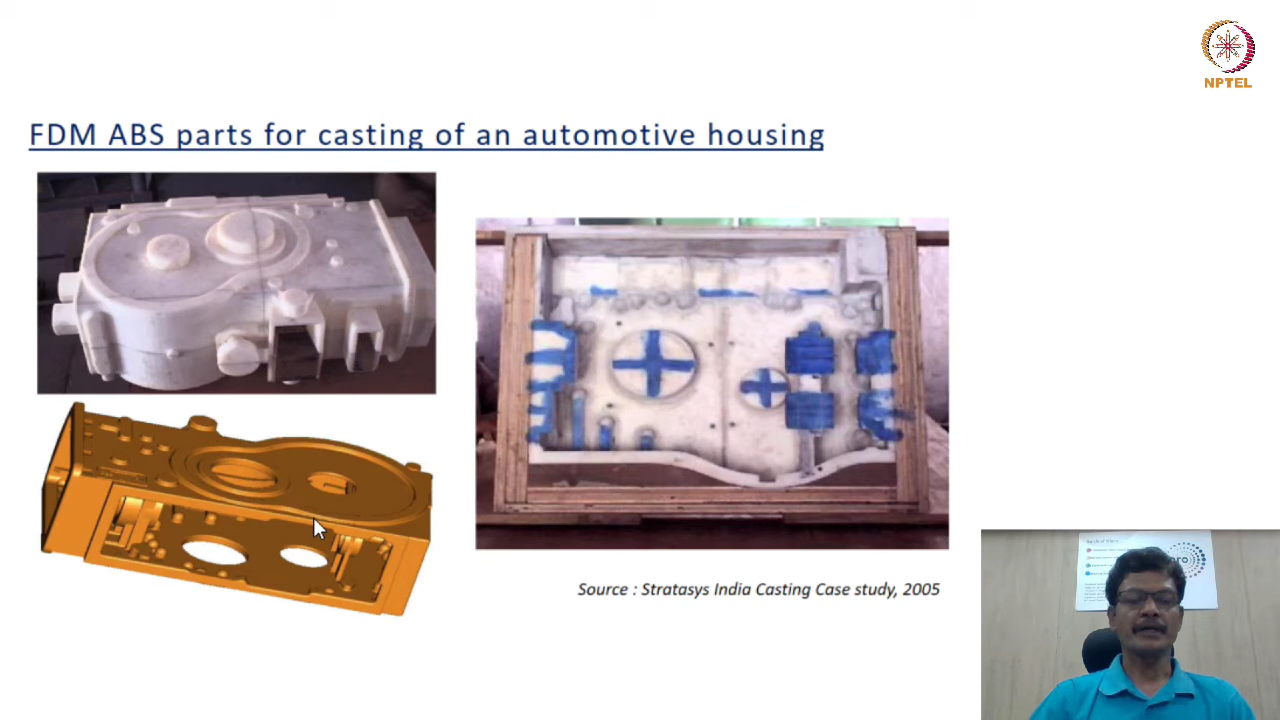 NPTEL
FDM ABS parts for casting of an automotive housing
Source : Stratasys India Casting Case study, 2005